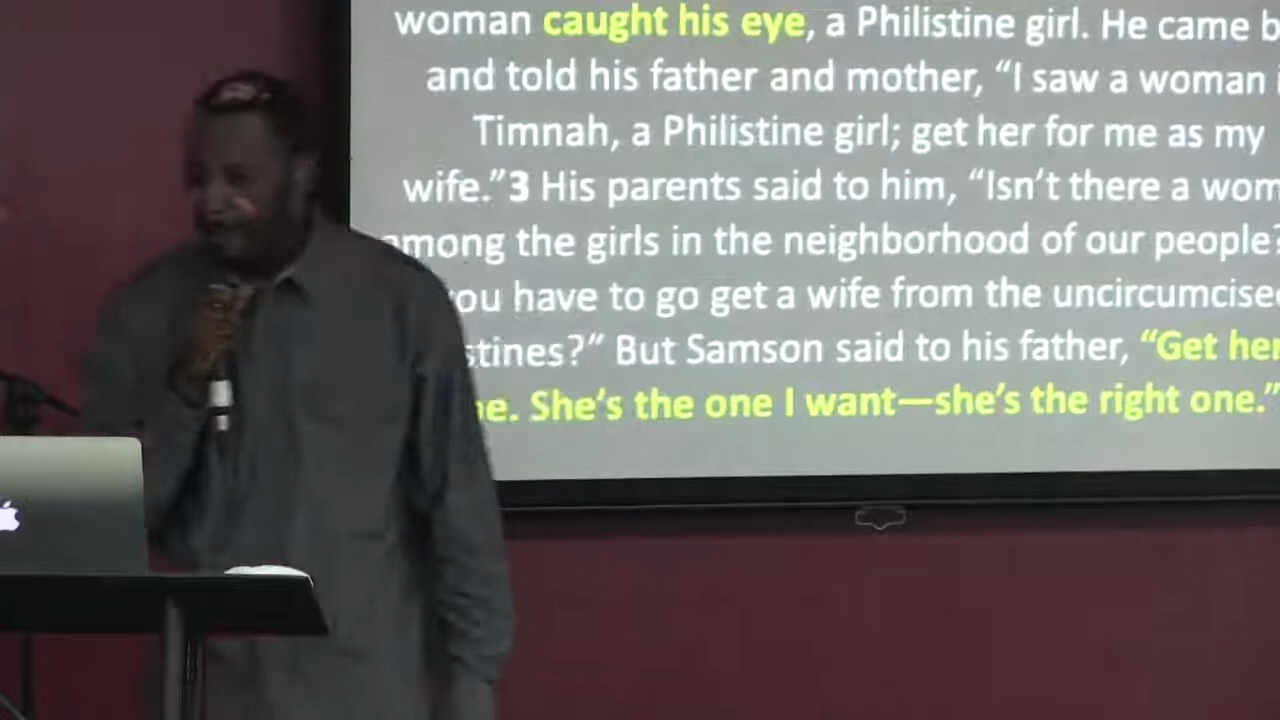 woman caught his eye, a Philistine girl. He came
and told his father and mother, “I saw a woman
Timnah, a Philistine girl; get her for me as my
wife.”3 His parents said to him, “Isn’t there a
among the girls in the neighborhood of our people?
you have to go get a wife from the
But Samson said to his father, “Get her
She’s the one I want—she’s the right one.”